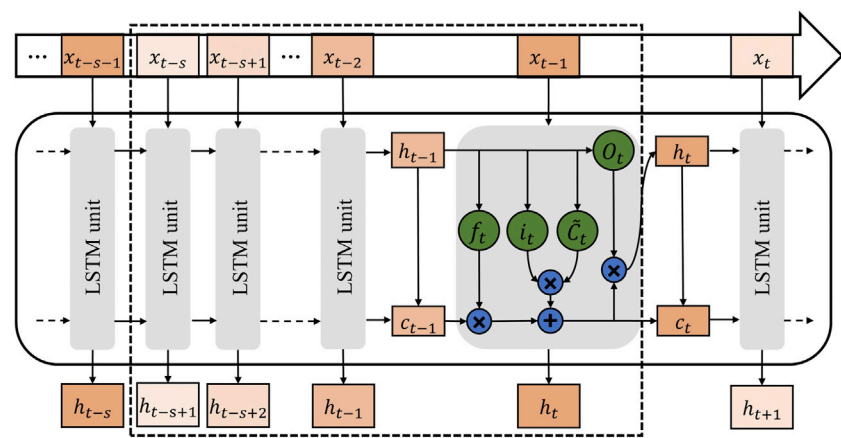 ... x_{t-s-1} x_{t-s} x_{t-s+1} ... x_{t-2} x_{t-1} x_t
LSTM unit LSTM unit LSTM unit LSTM unit LSTM unit
h_{t-1} O_t h_t
f_t i_t C̃_t
× × ×
c_{t-1} × + c_t
h_{t-s} h_{t-s+1} h_{t-s+2} h_{t-1} h_t h_{t+1}